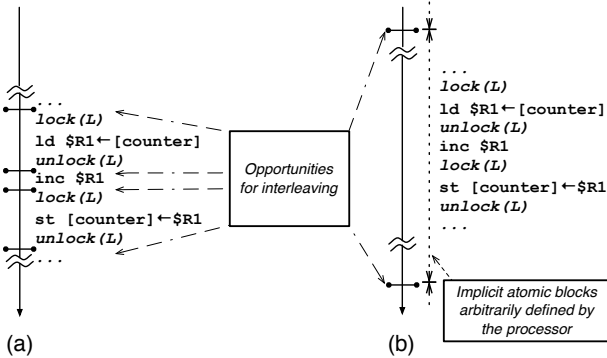 ...
lock(L)
ld $R1←[counter]
unlock(L)
inc $R1
lock(L)
st [counter]←$R1
unlock(L)
...
(a)
Opportunities
for interleaving
...
lock(L)
ld $R1←[counter]
unlock(L)
inc $R1
lock(L)
st [counter]←$R1
unlock(L)
...
(b)
Implicit atomic blocks
arbitrarily defined by
the processor